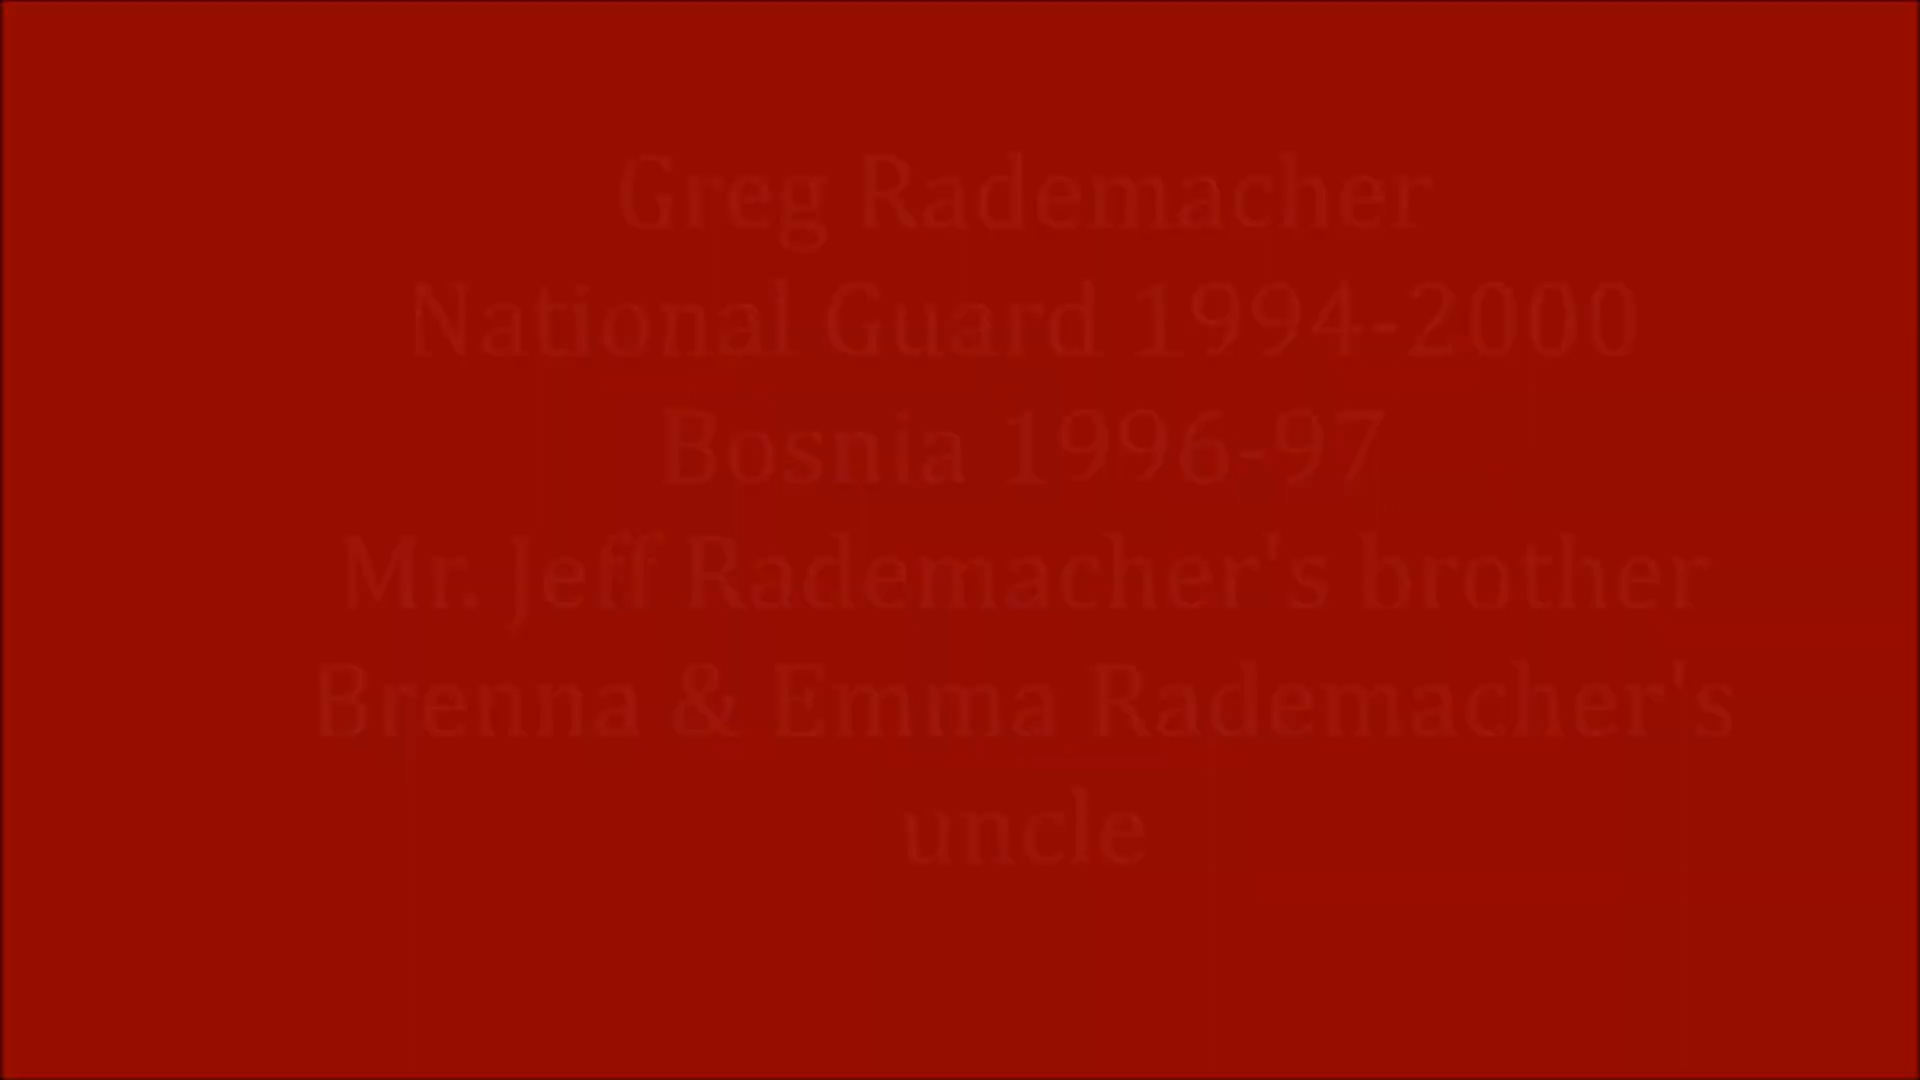 Greg Rademacher
National Guard 1994-2000
Bosnia 1996-97
Mr. Jeff Rademacher's brother
Brenna & Emma Rademacher's
uncle